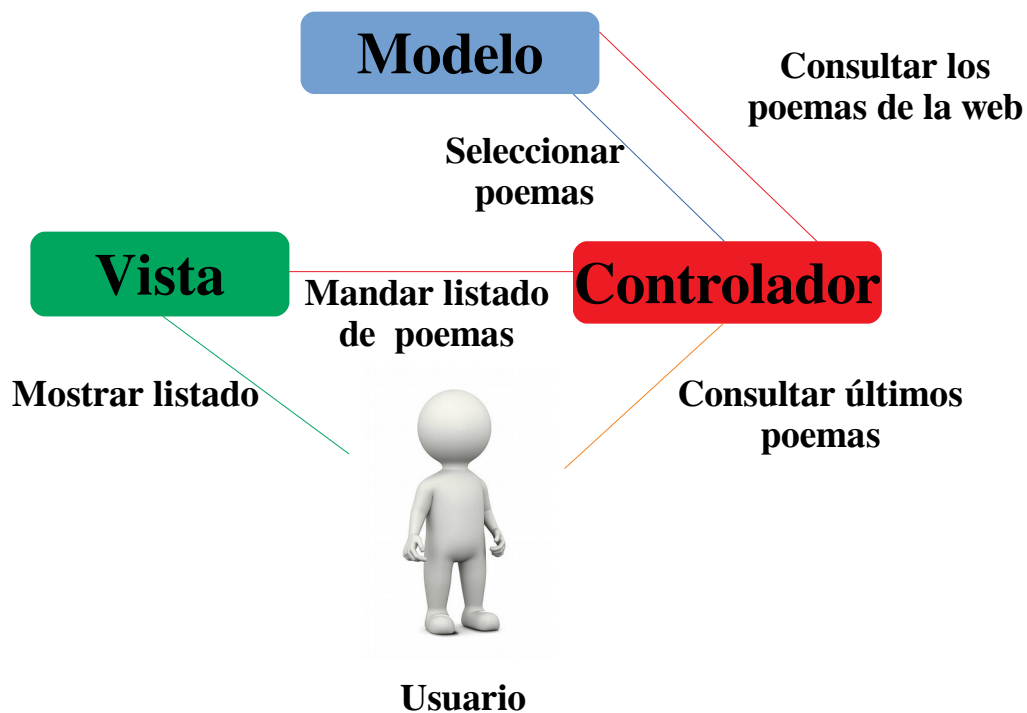 Modelo
Consultar los
poemas de la web
Seleccionar
poemas
Vista
Controlador
Mandar listado
de poemas
Mostrar listado
Consultar últimos
poemas
Usuario